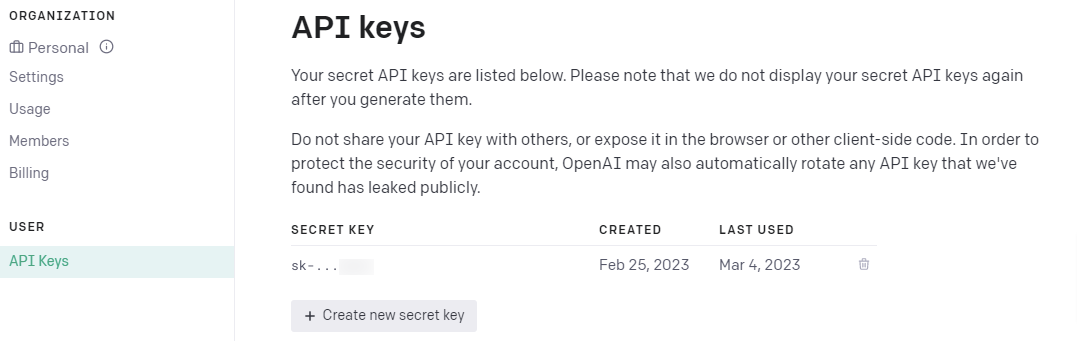 ORGANIZATION
Personal
Settings
Usage
Members
Billing
USER
API Keys
API keys
Your secret API keys are listed below. Please note that we do not display your secret API keys again
after you generate them.
Do not share your API key with others, or expose it in the browser or other client-side code. In order to
protect the security of your account, OpenAI may also automatically rotate any API key that we've
found has leaked publicly.
SECRET KEY CREATED LAST USED
sk-... Feb 25, 2023 Mar 4, 2023
+ Create new secret key